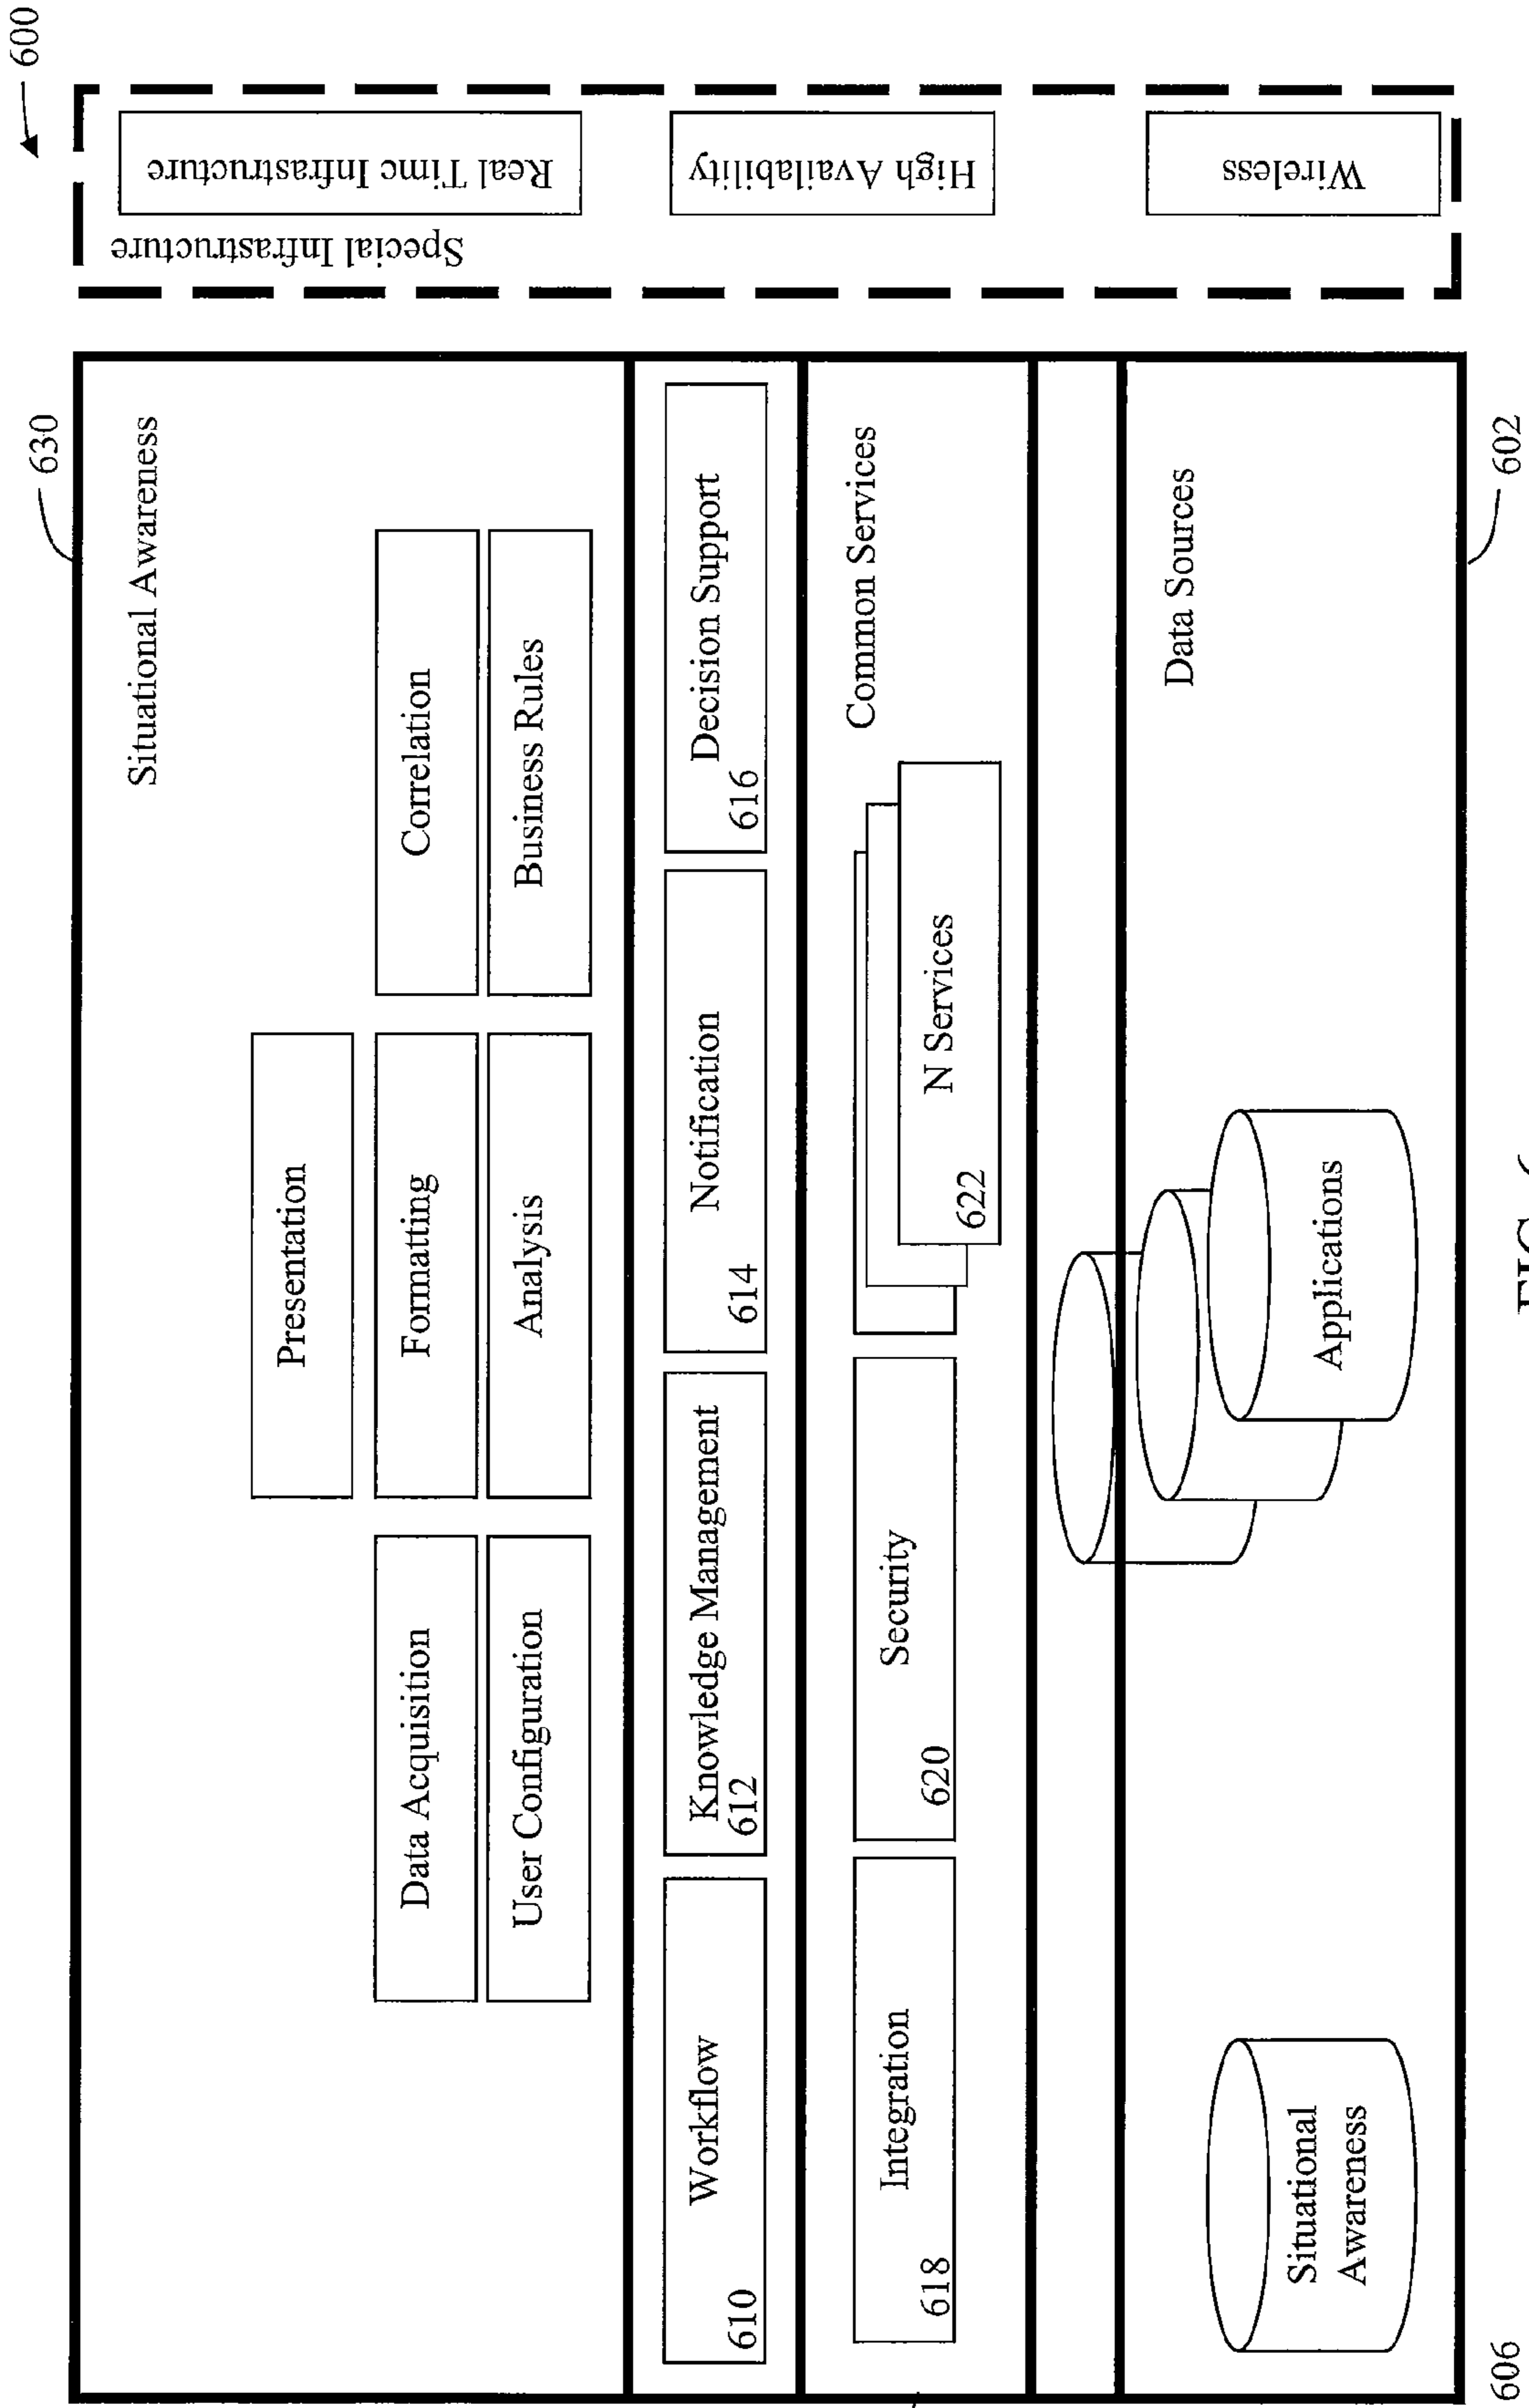 600
630
Situational Awareness
Presentation
Data Acquisition
Formatting
Correlation
User Configuration
Analysis
Business Rules
Workflow
610
Knowledge Management
612
Notification
614
Decision Support
616
Common Services
Integration
618
Security
620
N Services
622
Data Sources
Situational
Awareness
Applications
Special Infrastructure
Real Time Infrastructure
High Availability
Wireless
602
606